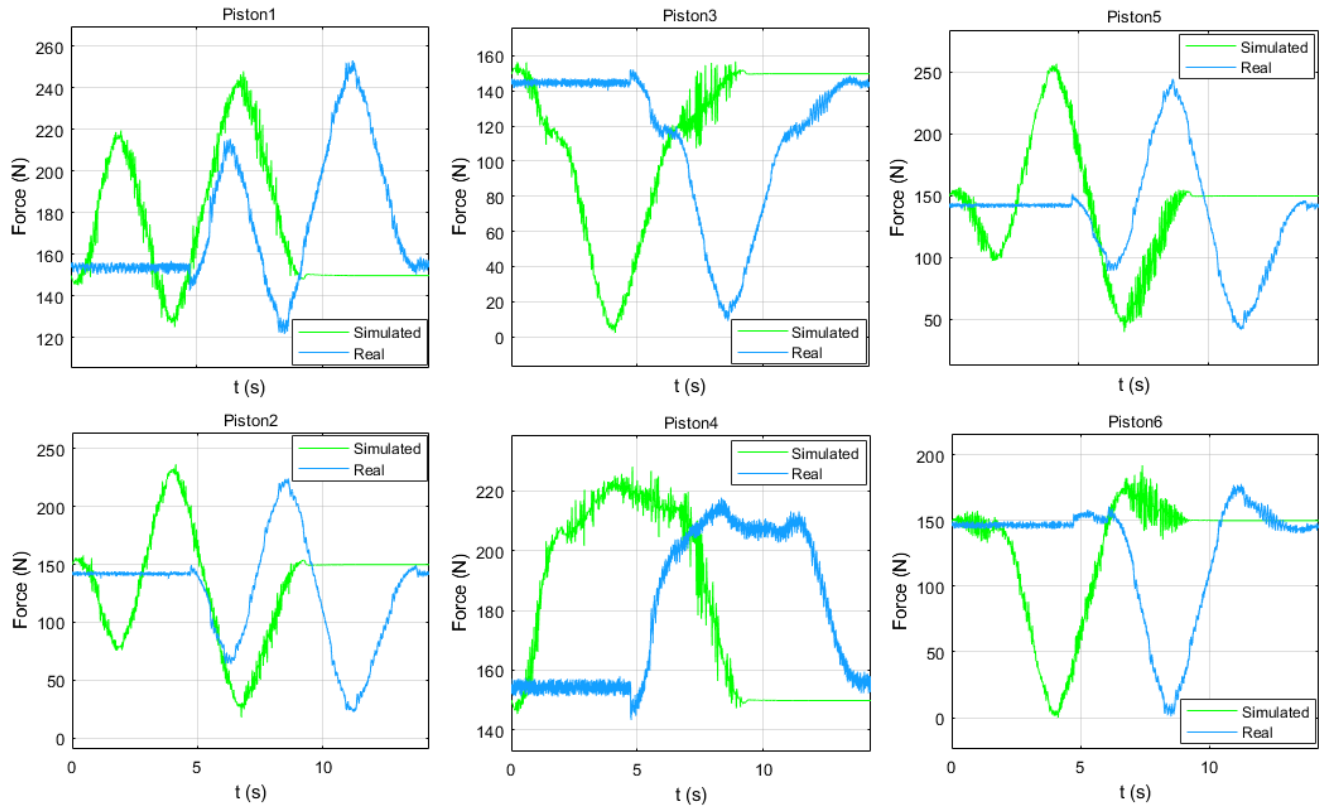 Piston1
260
240
220
200
180
160
140
120
Force (N)
t (s)
Simulated
Real
Piston3
160
140
120
100
80
60
40
20
0
Force (N)
t (s)
Simulated
Real
Piston5
250
200
150
100
50
Force (N)
t (s)
Simulated
Real
Piston2
250
200
150
100
50
0
Force (N)
0 5 10
t (s)
Simulated
Real
Piston4
220
200
180
160
140
Force (N)
0 5 10
t (s)
Simulated
Real
Piston6
200
150
100
50
0
Force (N)
0 5 10
t (s)
Simulated
Real